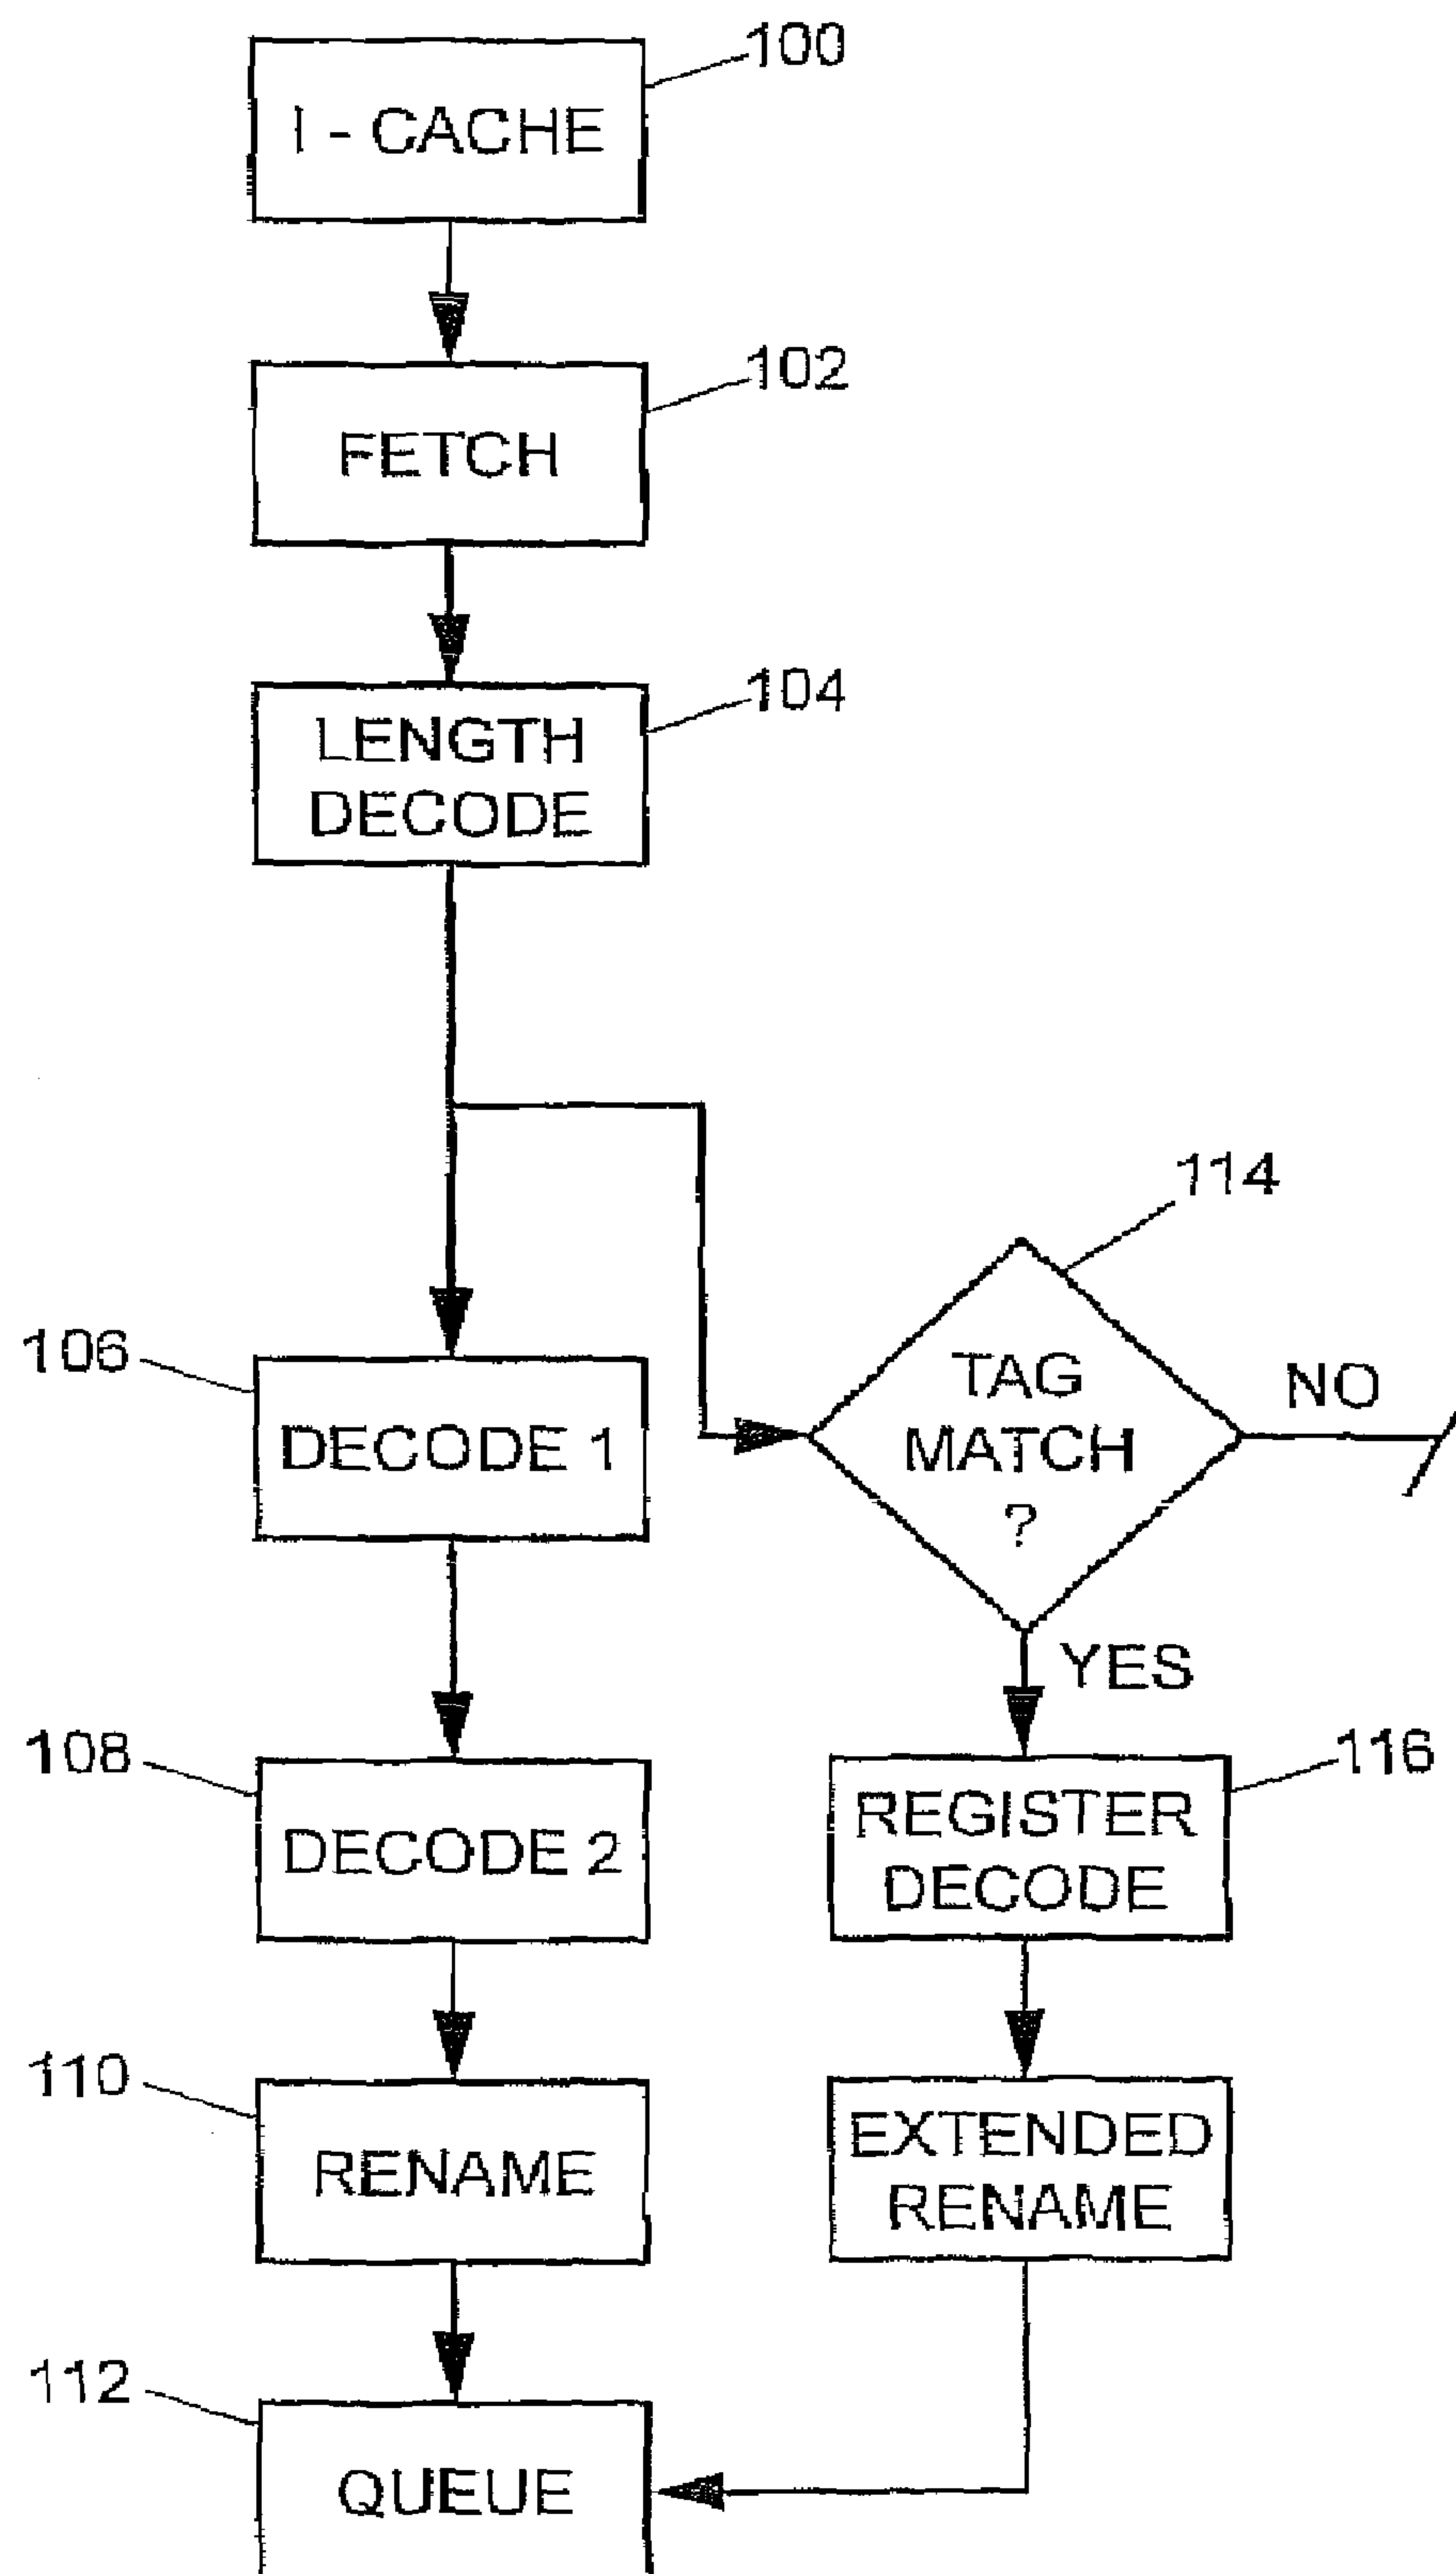 100
I - CACHE
102
FETCH
104
LENGTH
DECODE
106
DECODE 1
114
TAG
MATCH
?
NO
YES
108
DECODE 2
116
REGISTER
DECODE
110
RENAME
EXTENDED
RENAME
112
QUEUE